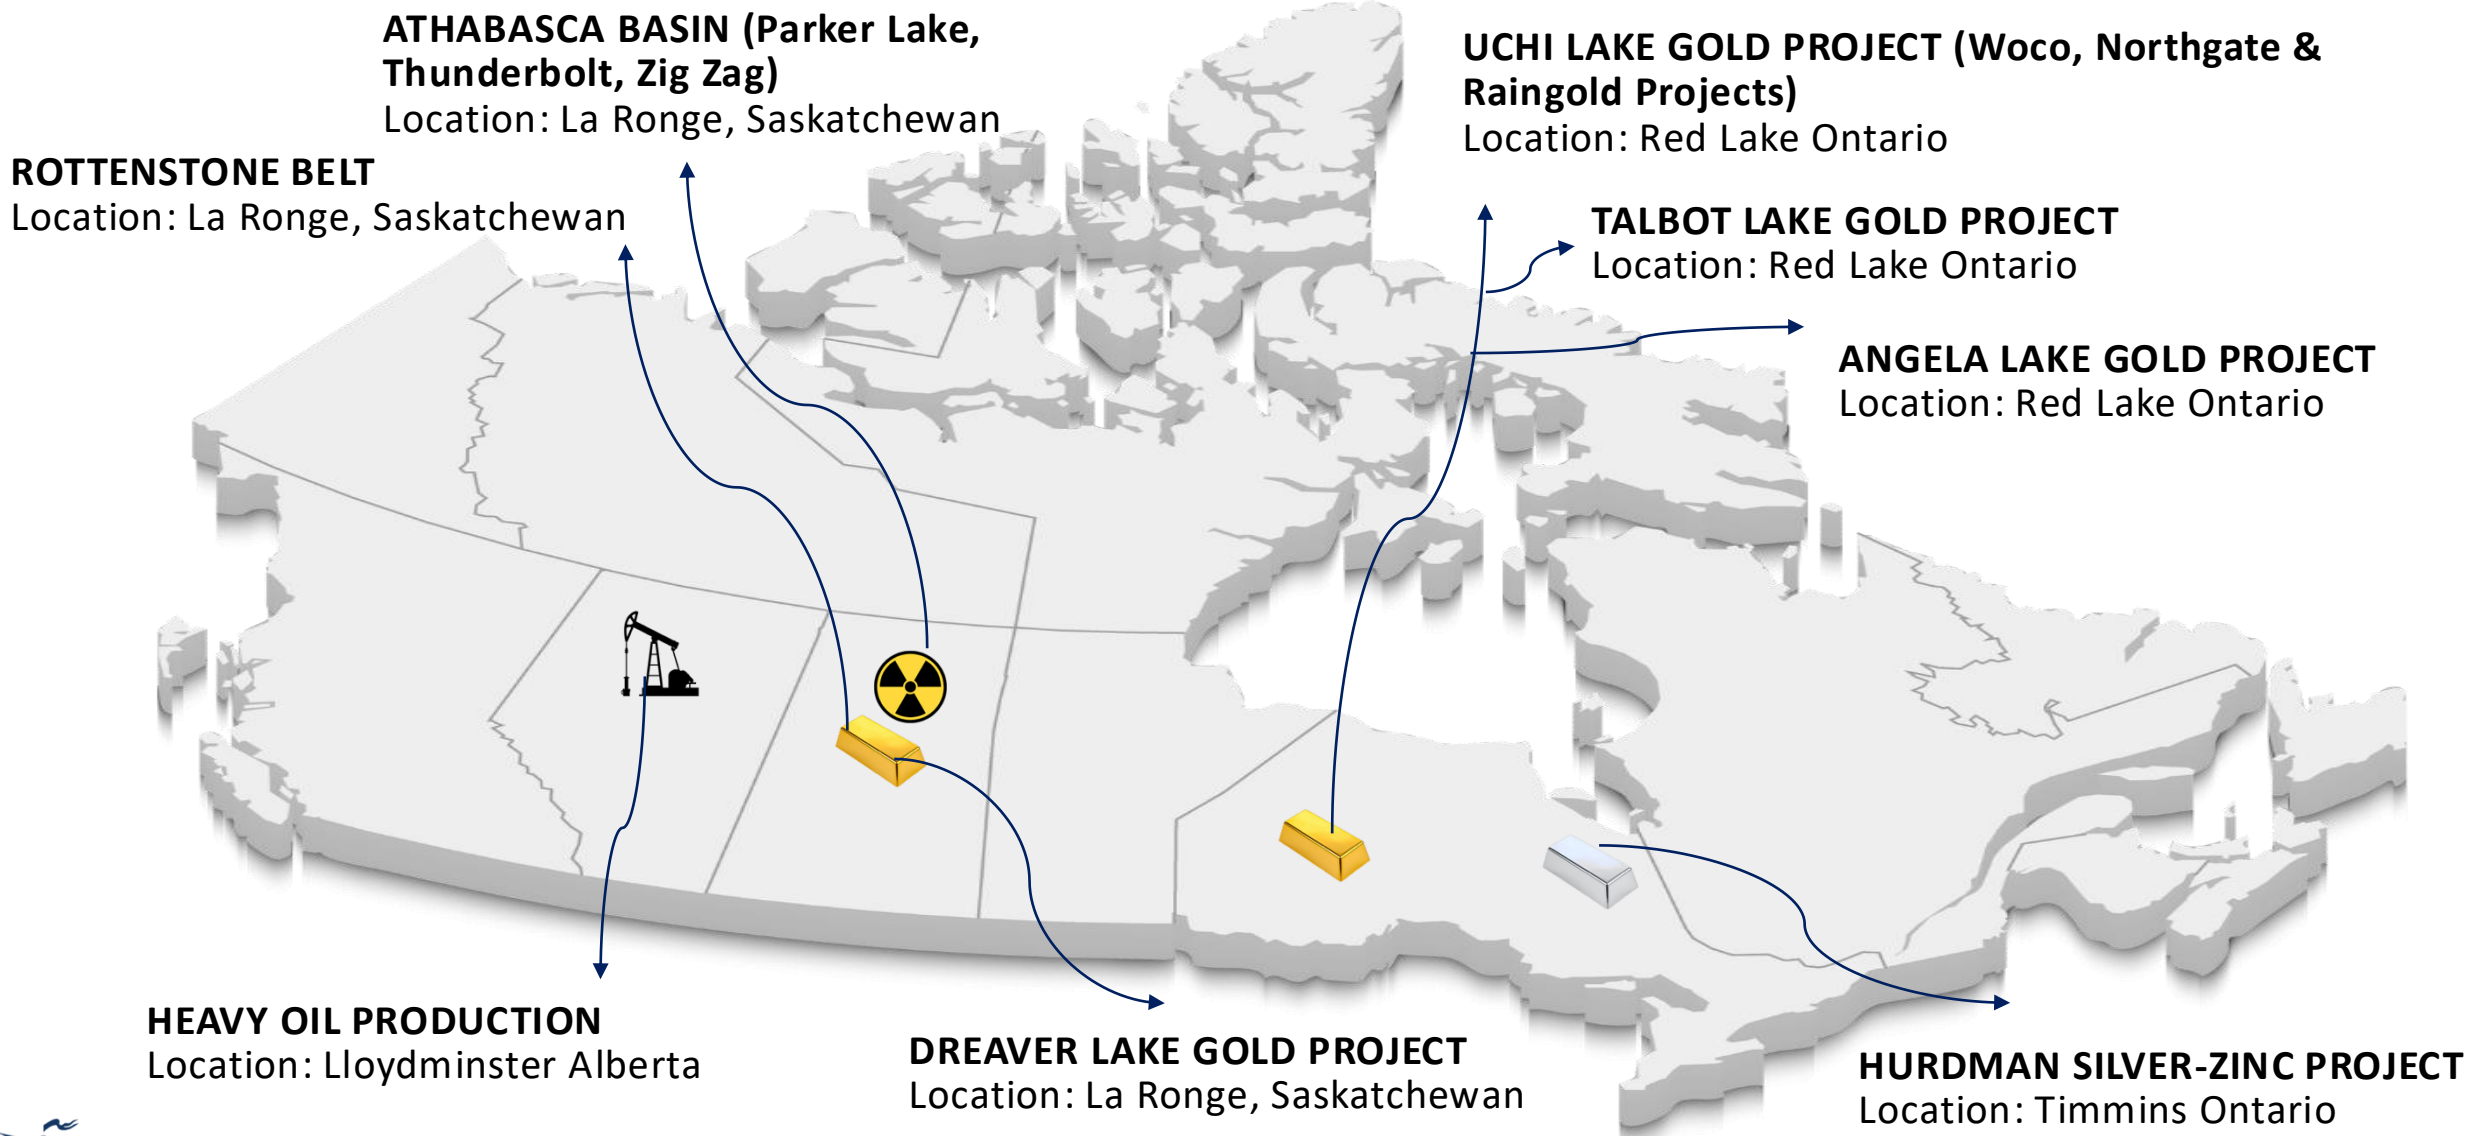 ATHABASCA BASIN (Parker Lake,
Thunderbolt, Zig Zag)
Location: La Ronge, Saskatchewan
UCHI LAKE GOLD PROJECT (Woco, Northgate &
Raingold Projects)
Location: Red Lake Ontario
ROTTENSTONE BELT
Location: La Ronge, Saskatchewan
TALBOT LAKE GOLD PROJECT
Location: Red Lake Ontario
ANGELA LAKE GOLD PROJECT
Location: Red Lake Ontario
HEAVY OIL PRODUCTION
Location: Lloydminster Alberta
DREAVER LAKE GOLD PROJECT
Location: La Ronge, Saskatchewan
HURDMAN SILVER-ZINC PROJECT
Location: Timmins Ontario